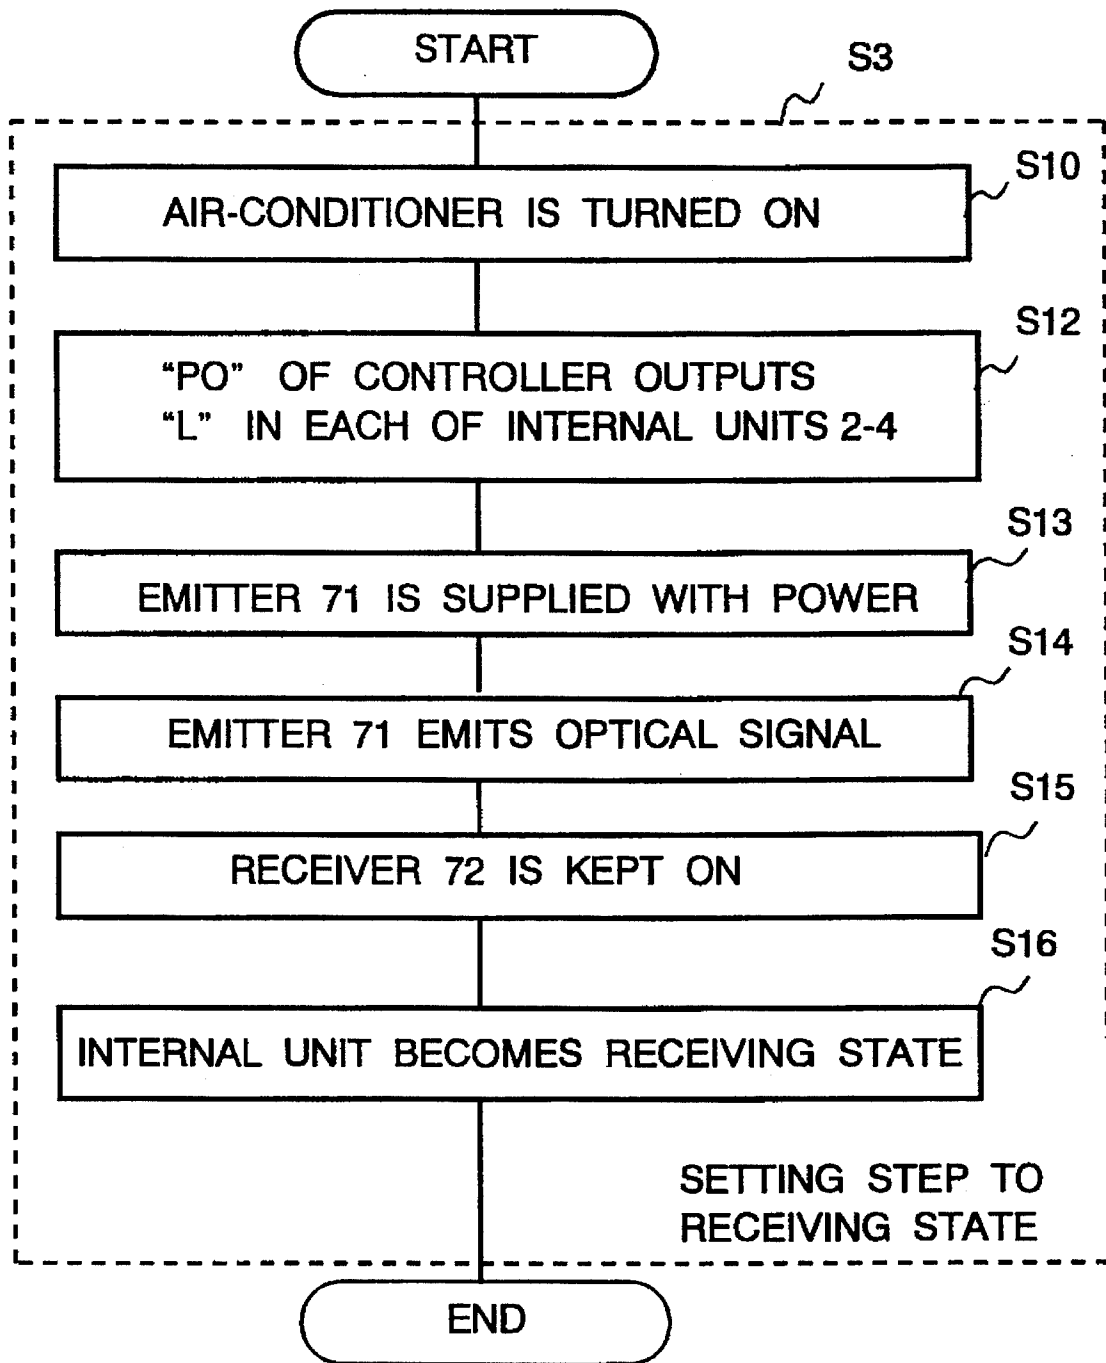 START
S3
S10
AIR-CONDITIONER IS TURNED ON
S12
“PO” OF CONTROLLER OUTPUTS
“L” IN EACH OF INTERNAL UNITS 2-4
S13
EMITTER 71 IS SUPPLIED WITH POWER
S14
EMITTER 71 EMITS OPTICAL SIGNAL
S15
RECEIVER 72 IS KEPT ON
S16
INTERNAL UNIT BECOMES RECEIVING STATE
SETTING STEP TO
RECEIVING STATE
END